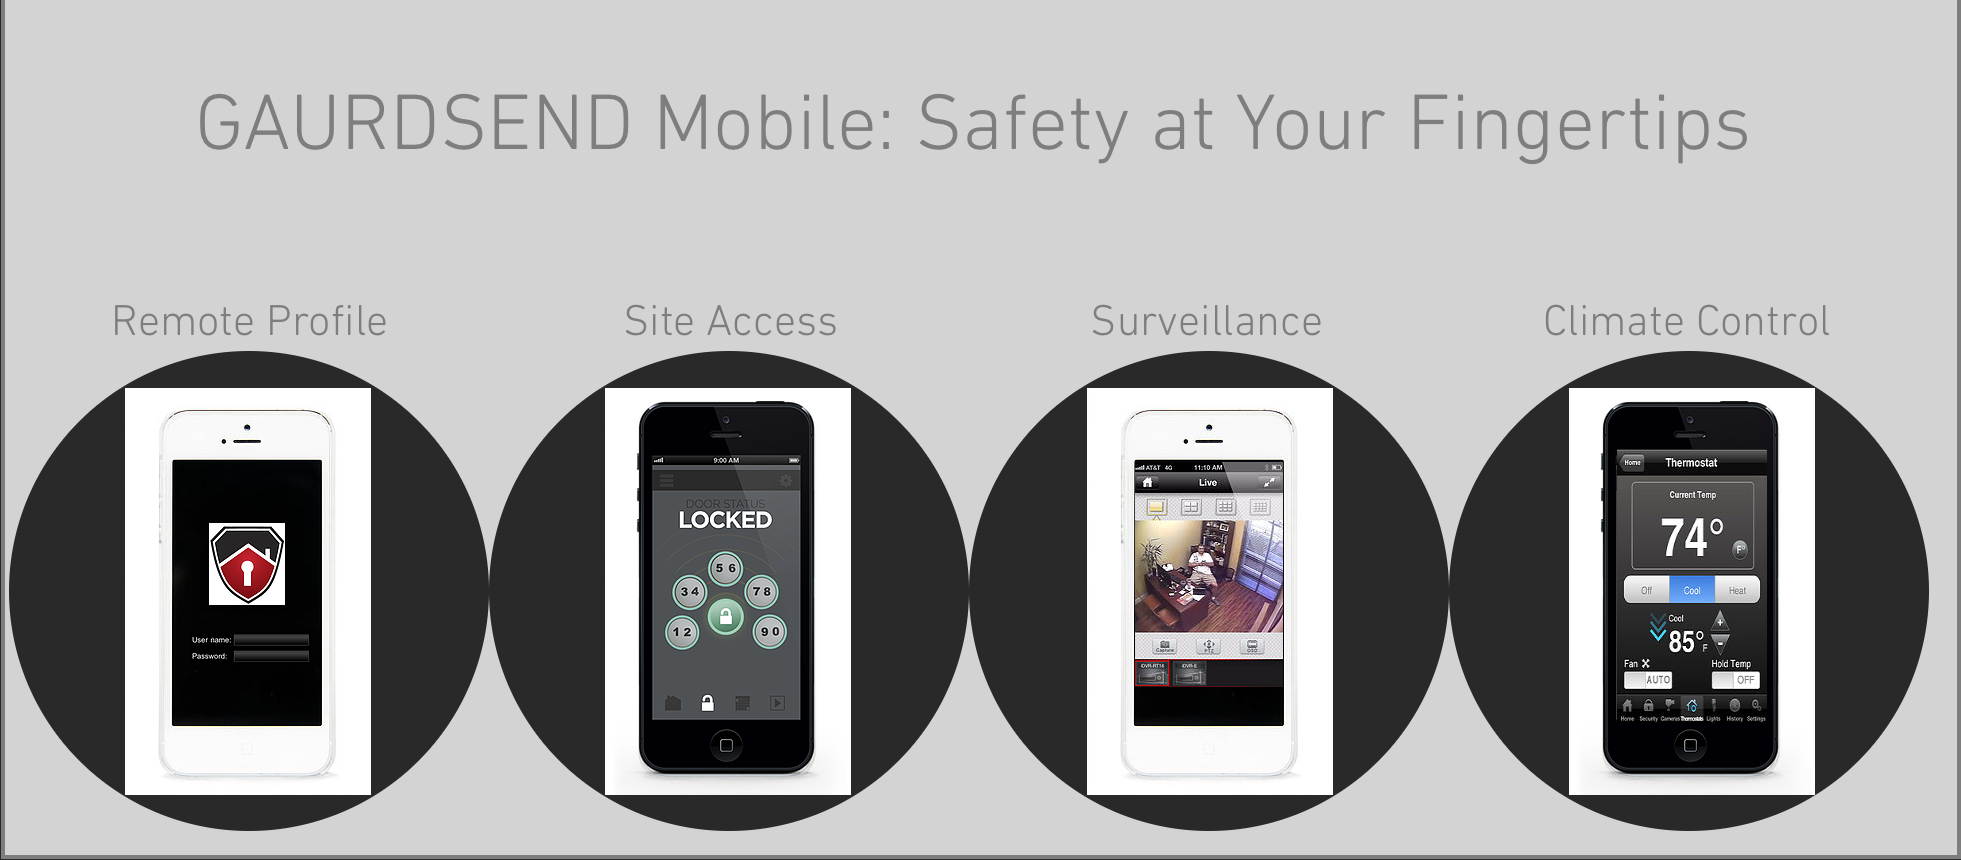 GAURDSEND Mobile: Safety at Your Fingertips
Remote Profile
Site Access
Surveillance
Climate Control
User name:
Password:
9:00 AM
DOOR STATUS
LOCKED
5 6
3 4
7 8
1 2
9 0
AT&T 4G 11:10 AM
Live
Capture
PTZ
OSD
iDVR-RT16
iDVR-E
Home
Thermostat
Current Temp
74°
F°
Off
Cool
Heat
Cool
85°
F
Fan
Hold Temp
AUTO
OFF
Home Security Cameras Thermostats Lights History Settings